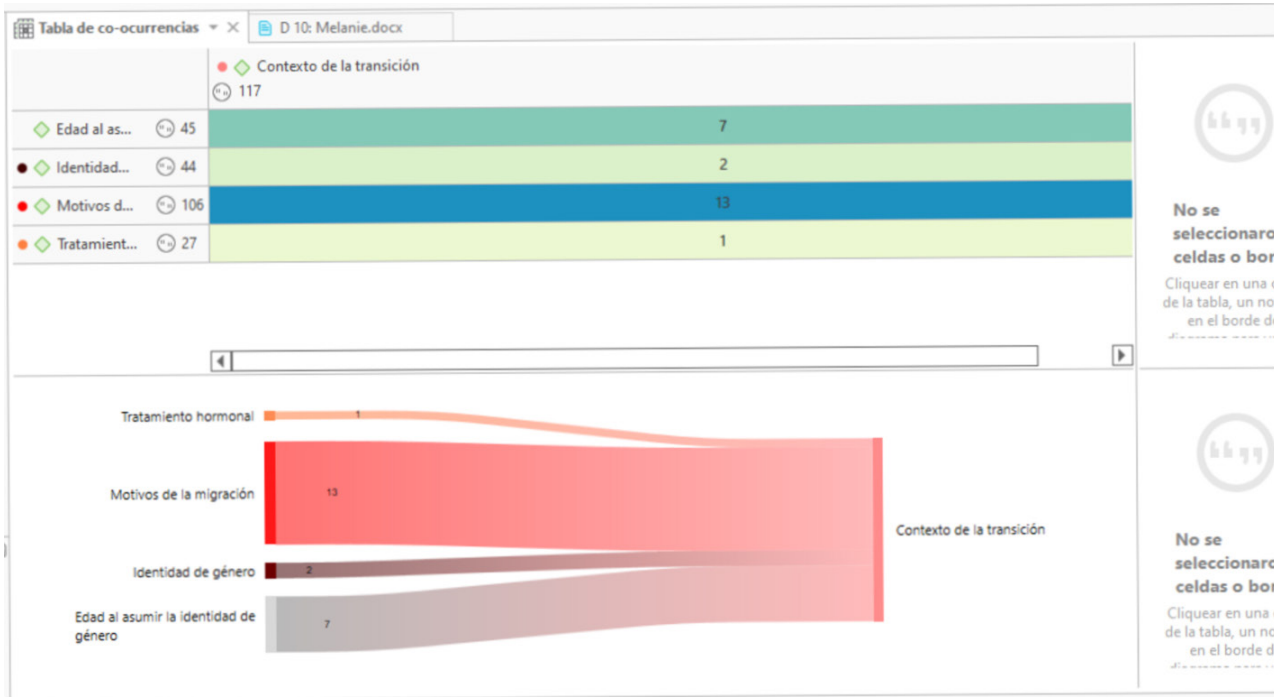 Tabla de co-ocurrencias
D 10: Melanie.docx
Contexto de la transición
117
Edad al as... 45
7
Identidad... 44
2
Motivos d... 106
13
Tratamient... 27
1
No se
seleccionaro
celdas o bor
Cliquear en una
de la tabla, un no
en el borde d
Tratamiento hormonal
1
Motivos de la migración
13
Identidad de género
2
Edad al asumir la identidad de
género
7
Contexto de la transición
No se
seleccionaro
celdas o bor
Cliquear en una
de la tabla, un no
en el borde d